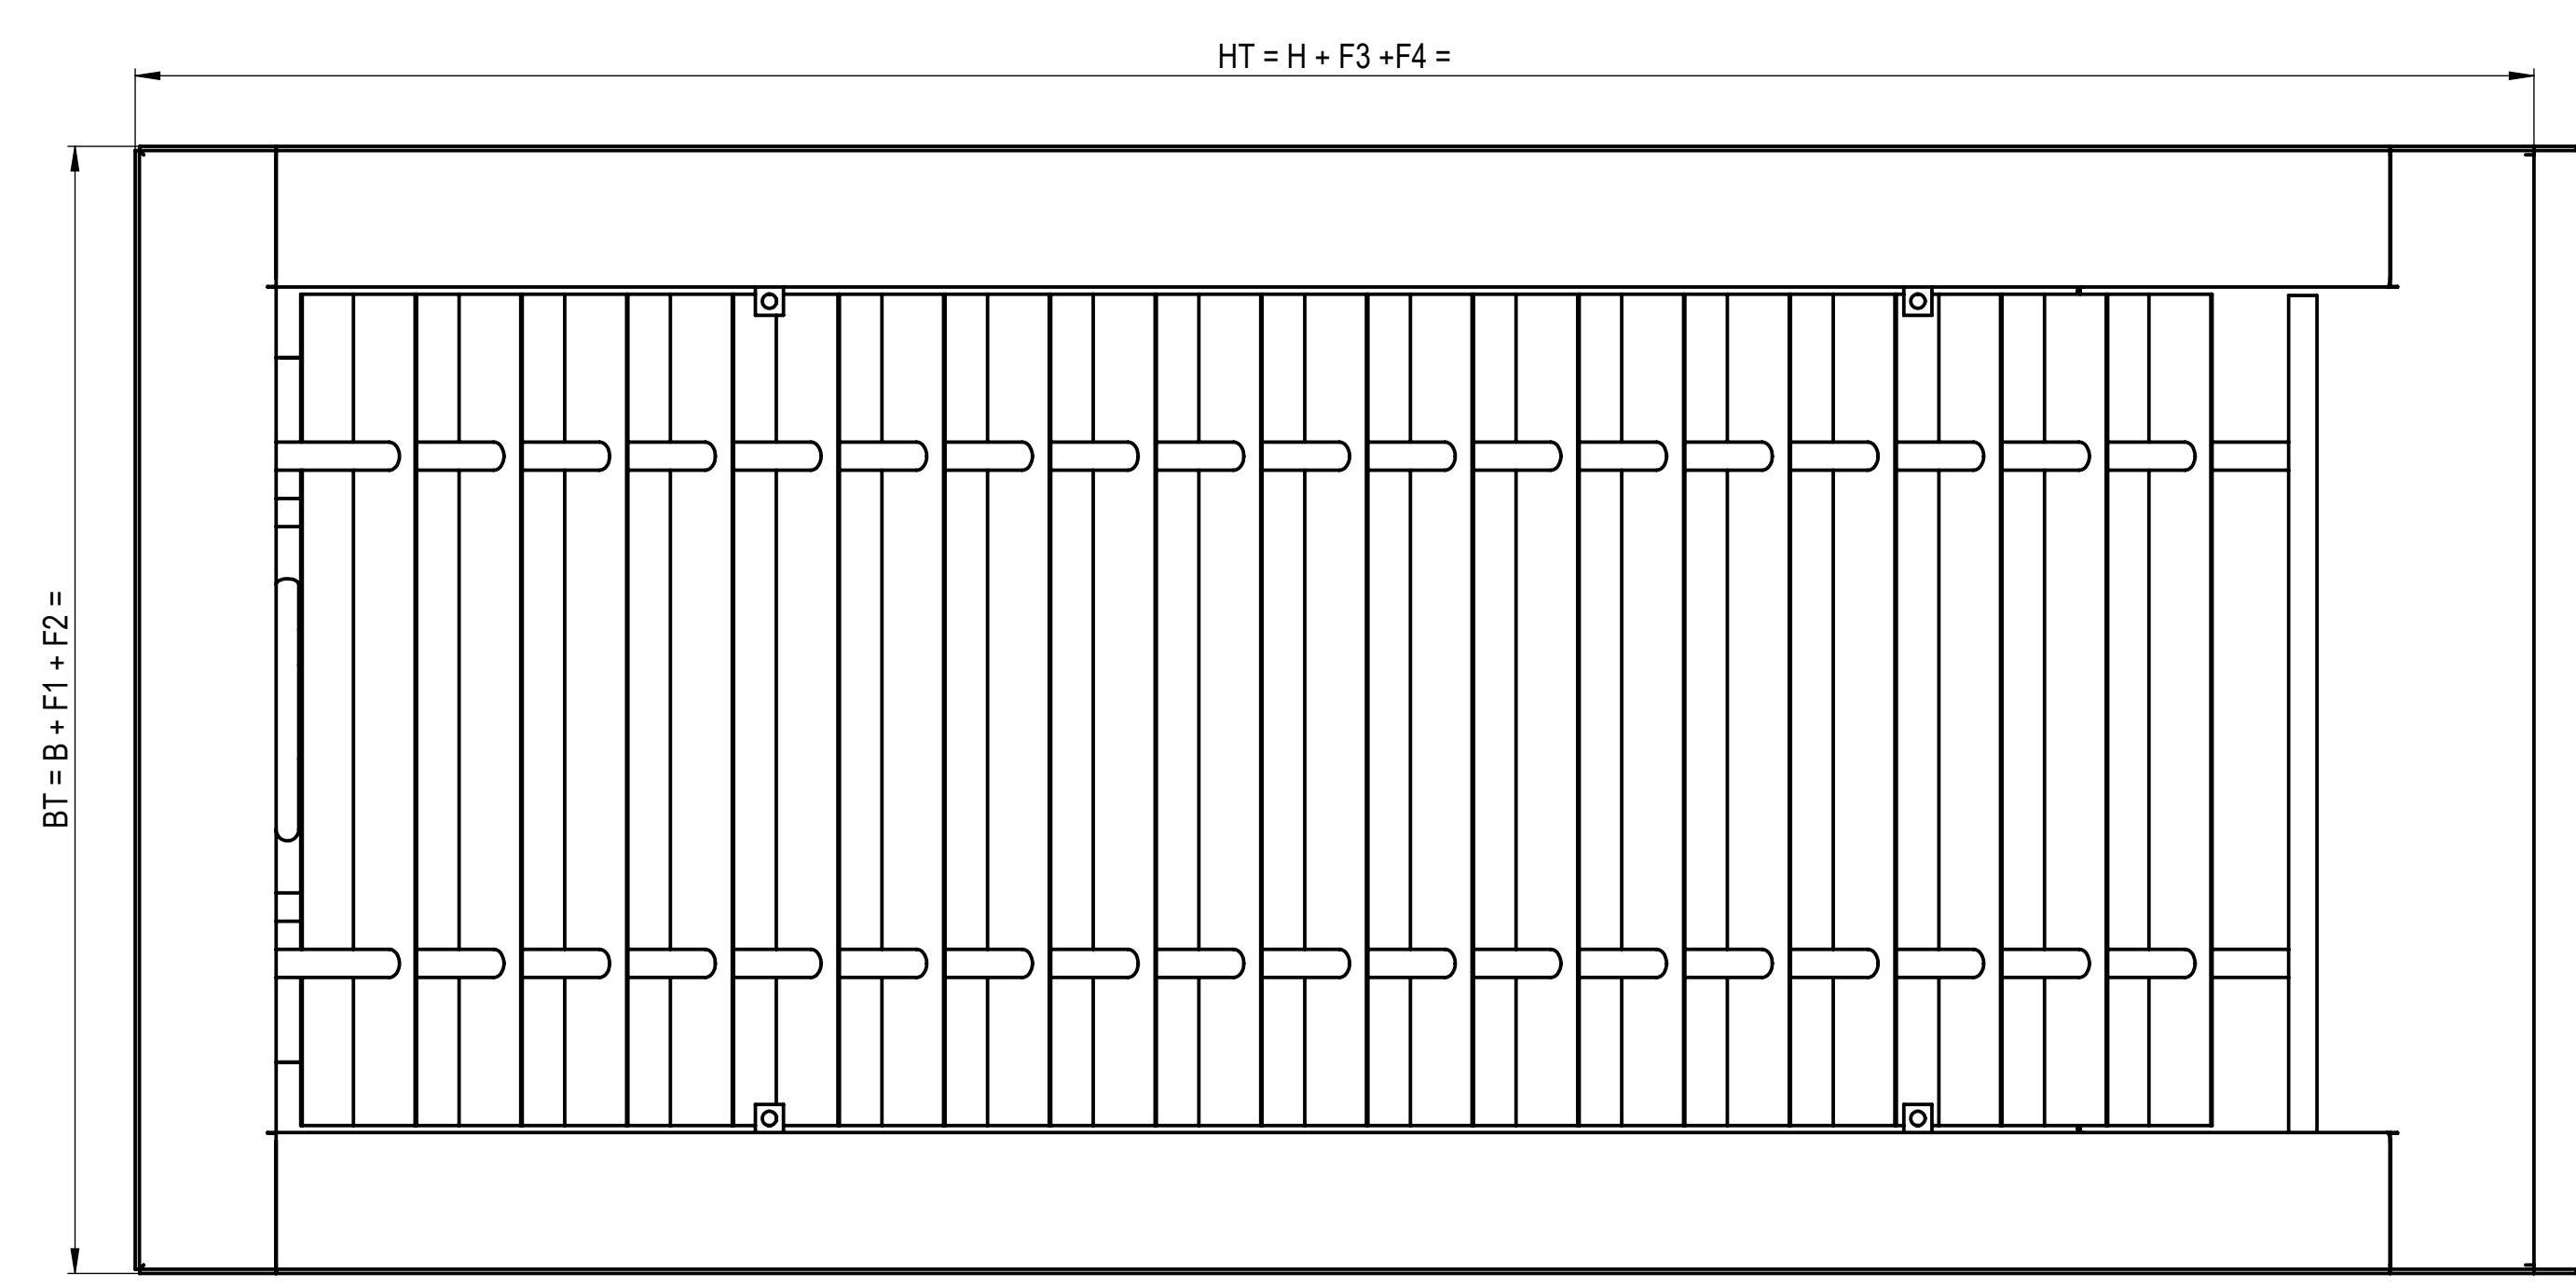 HT = H + F3 +F4 =
BT = B + F1 + F2 =